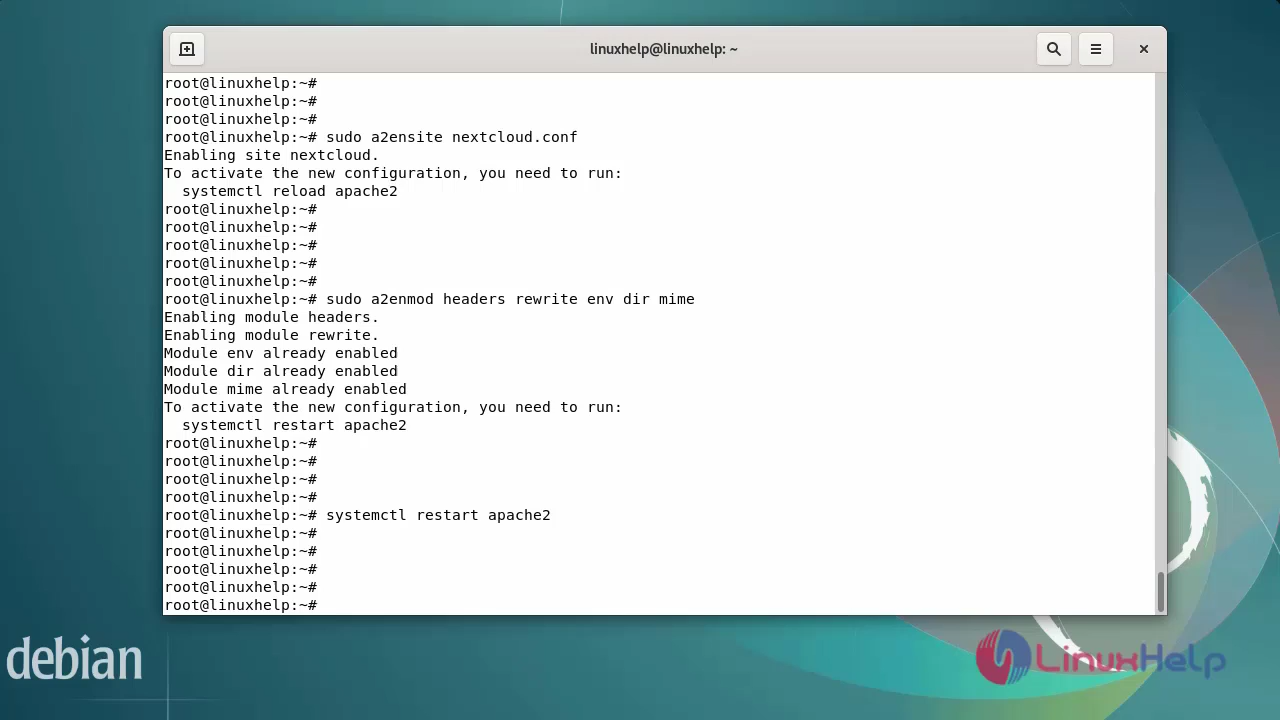 linuxhelp@linuxhelp: ~
root@linuxhelp:~#
root@linuxhelp:~#
root@linuxhelp:~#
root@linuxhelp:~# sudo a2ensite nextcloud.conf
Enabling site nextcloud.
To activate the new configuration, you need to run:
  systemctl reload apache2
root@linuxhelp:~#
root@linuxhelp:~#
root@linuxhelp:~#
root@linuxhelp:~#
root@linuxhelp:~#
root@linuxhelp:~# sudo a2enmod headers rewrite env dir mime
Enabling module headers.
Enabling module rewrite.
Module env already enabled
Module dir already enabled
Module mime already enabled
To activate the new configuration, you need to run:
  systemctl restart apache2
root@linuxhelp:~#
root@linuxhelp:~#
root@linuxhelp:~#
root@linuxhelp:~#
root@linuxhelp:~# systemctl restart apache2
root@linuxhelp:~#
root@linuxhelp:~#
root@linuxhelp:~#
root@linuxhelp:~#
root@linuxhelp:~#
debian
LinuxHelp